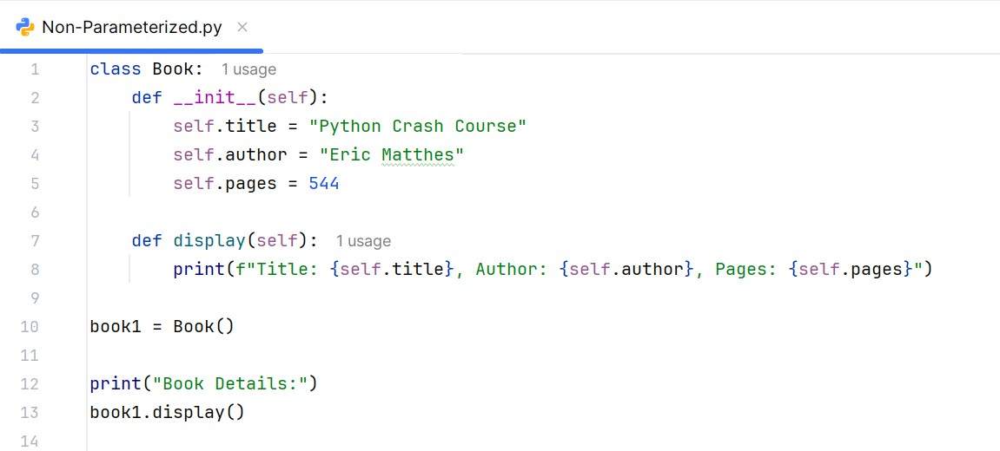 Non-Parameterized.py ×
1 class Book: 1 usage
2     def __init__(self):
3         self.title = "Python Crash Course"
4         self.author = "Eric Matthes"
5         self.pages = 544
6
7     def display(self): 1 usage
8         print(f"Title: {self.title}, Author: {self.author}, Pages: {self.pages}")
9
10 book1 = Book()
11
12 print("Book Details:")
13 book1.display()
14